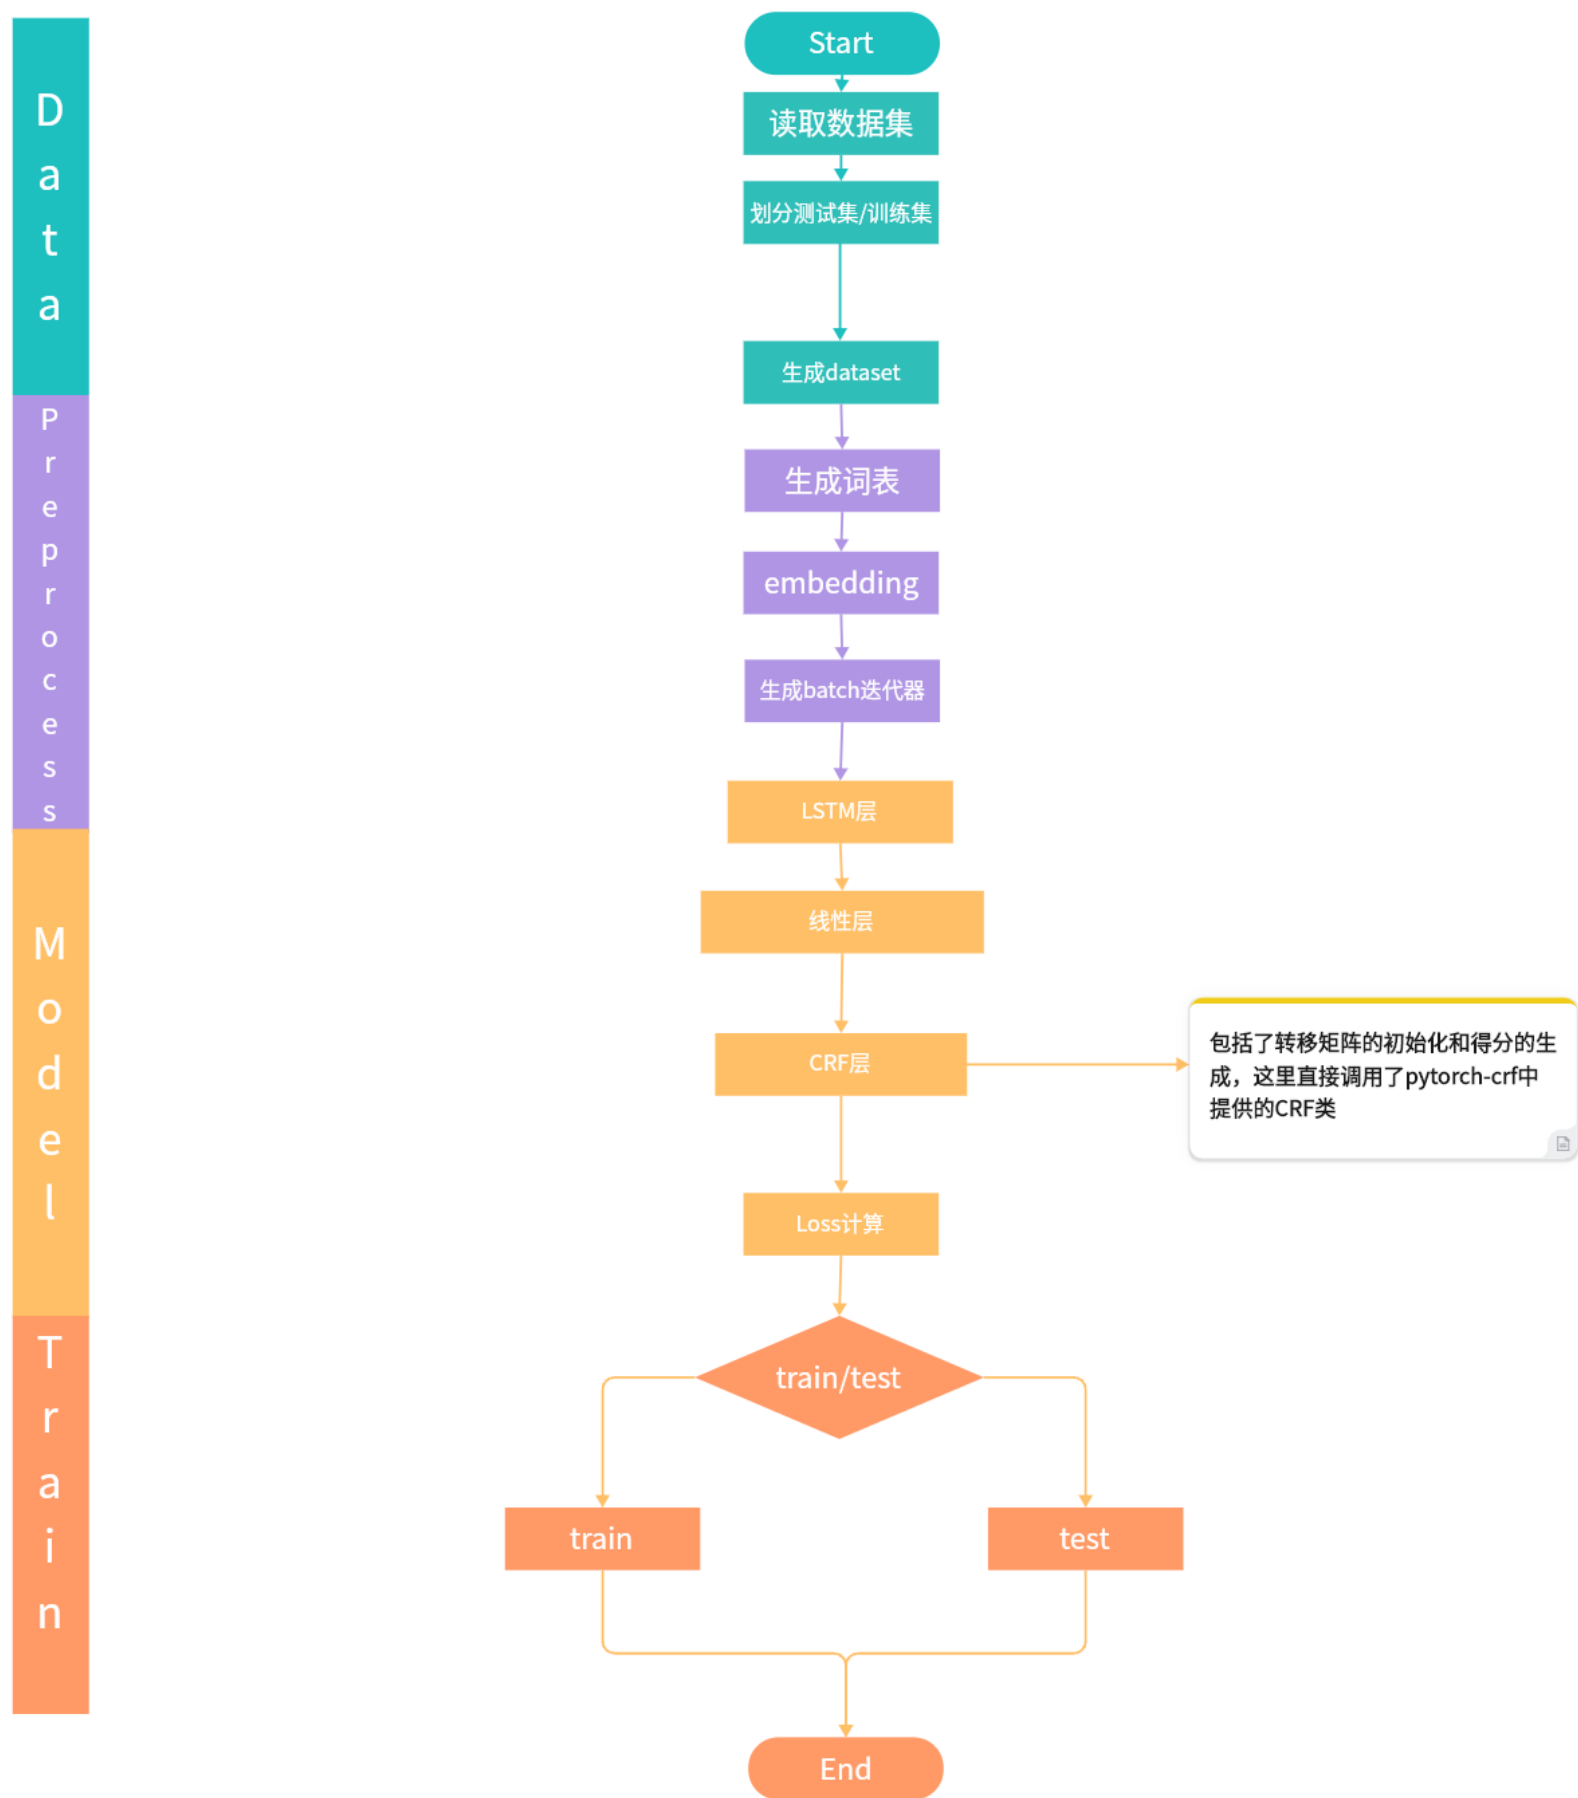 Data
Preprocess
Model
Train
Start
读取数据集
划分测试集/训练集
生成dataset
生成词表
embedding
生成batch迭代器
LSTM层
线性层
CRF层
包括了转移矩阵的初始化和得分的生
成，这里直接调用了pytorch-crf中
提供的CRF类
Loss计算
train/test
train
test
End